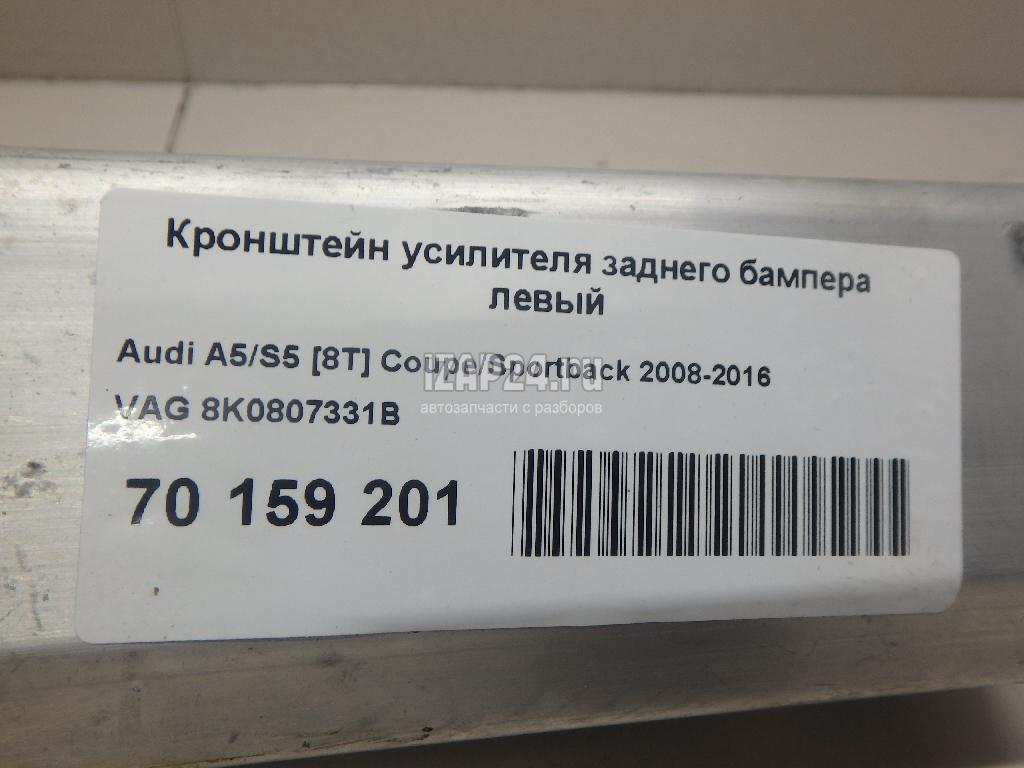 Кронштейн усилителя заднего бампера
левый
Audi A5/S5 [8T] Coupe/Sportback 2008-2016
IZAP24.ru
автозапчасти с разборов
VAG 8K0807331B
70 159 201